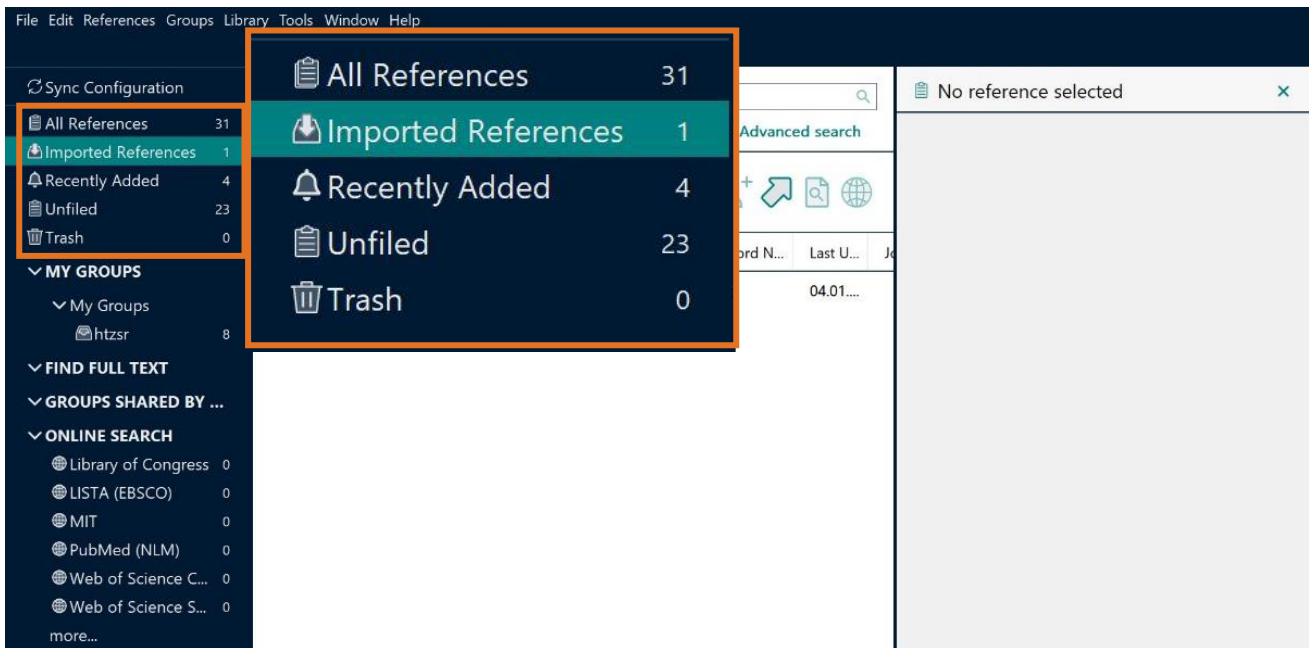 File Edit References Groups Library Tools Window Help
Sync Configuration
All References 31
Imported References 1
Recently Added 4
Unfiled 23
Trash 0
MY GROUPS
My Groups
htzsr 8
FIND FULL TEXT
GROUPS SHARED BY ...
ONLINE SEARCH
Library of Congress 0
LISTA (EBSCO) 0
MIT 0
PubMed (NLM) 0
Web of Science C... 0
Web of Science S... 0
more...
All References 31
Imported References 1
Recently Added 4
Unfiled 23
Trash 0
Advanced search
Last U...
04.01....
No reference selected